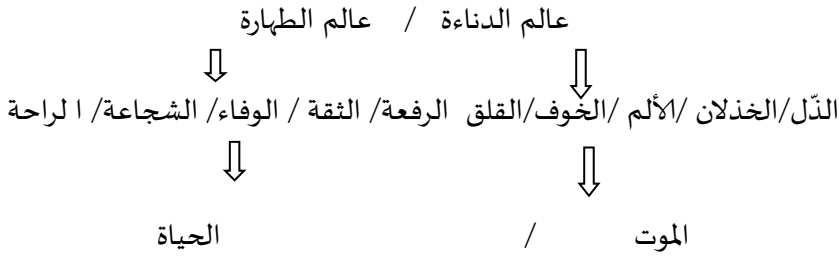 عالم الدناءة / عالم الطهارة
الذّل/الخذلان /الألم /الخوف/القلق الرفعة/ الثقة / الوفاء/ الشجاعة/ ا لراحة
الموت / الحياة